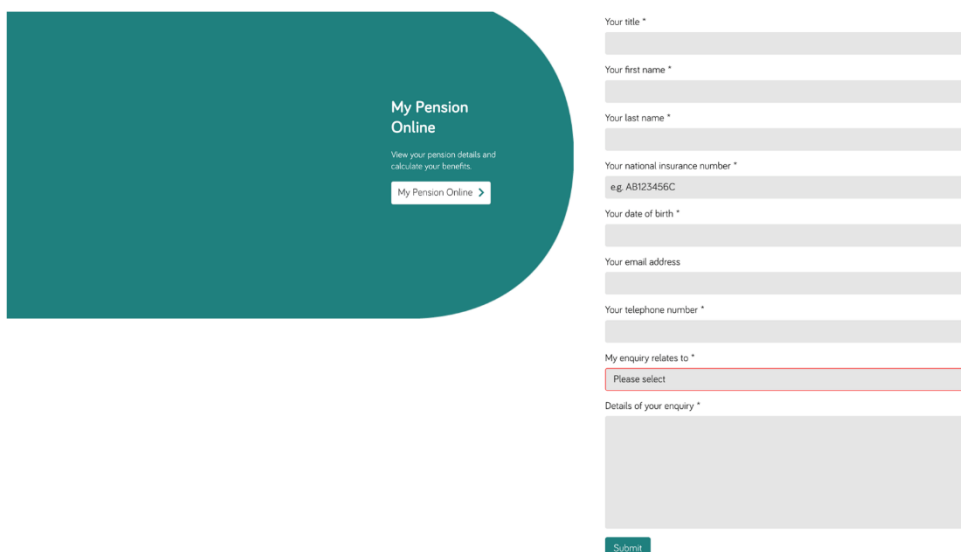 My Pension
Online
View your pension details and
calculate your benefits.
My Pension Online
Your title *
Your first name *
Your last name *
Your national insurance number *
e.g. AB123456C
Your date of birth *
Your email address
Your telephone number *
My enquiry relates to *
Please select
Details of your enquiry *
Submit